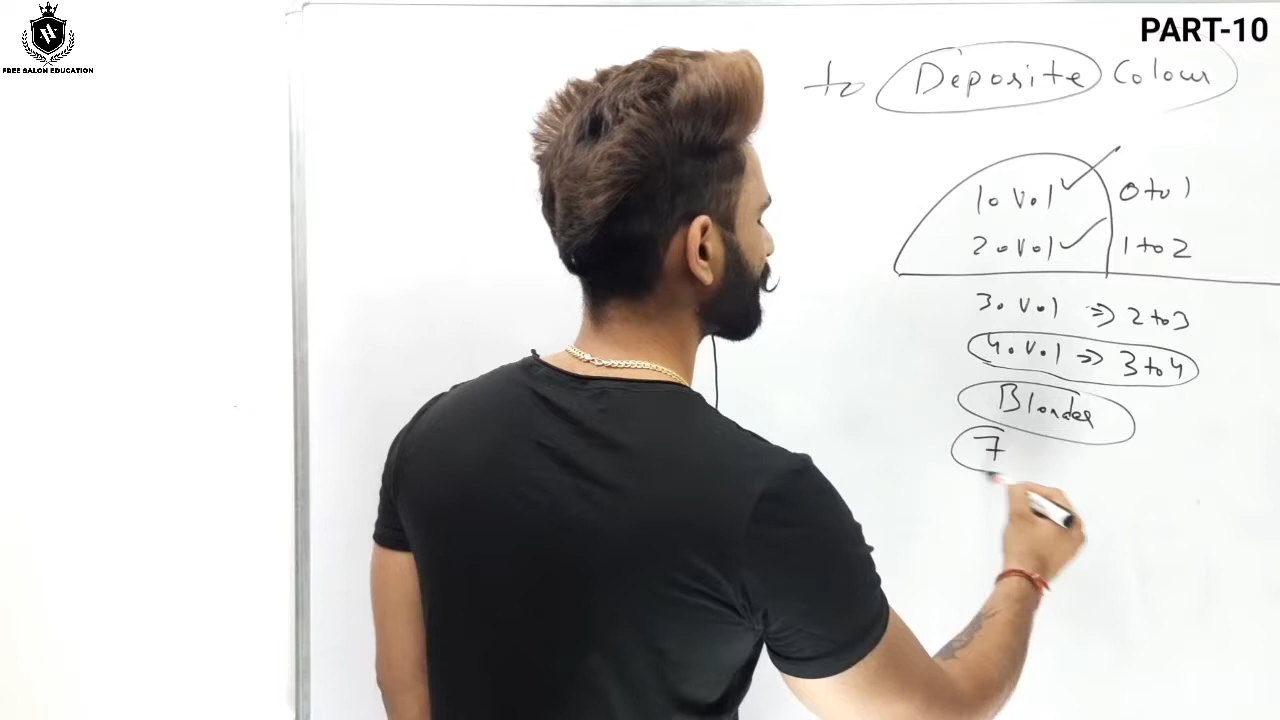 PART-10
FREE SALON EDUCATION
to Deposite Colour
10 Vol 0 to 1
20 Vol 1 to 2
30 Vol => 2 to 3
40 Vol => 3 to 4
Blondes
7